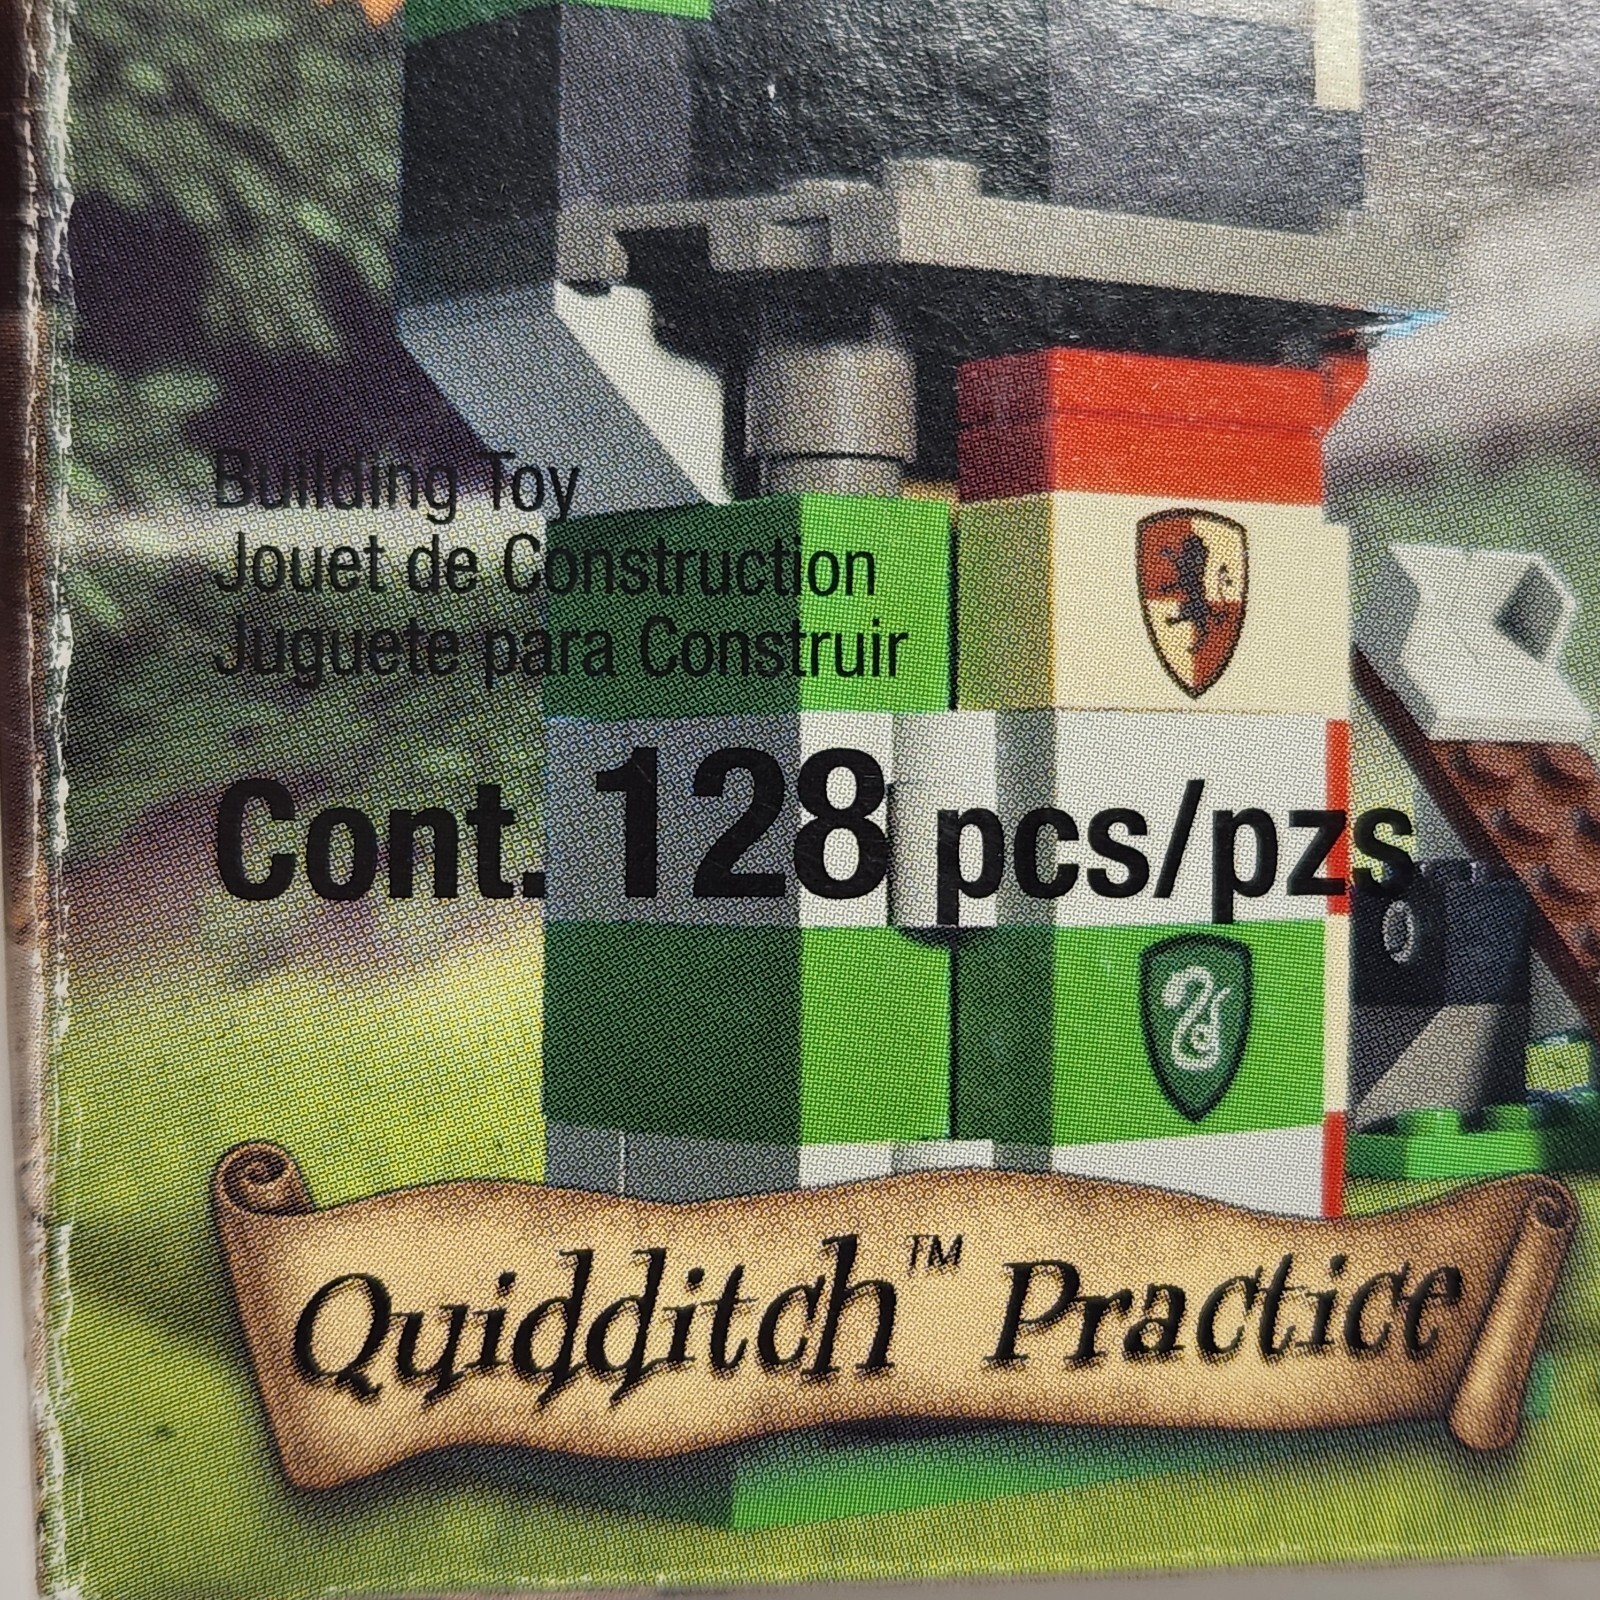 Building Toy
Jouet de Construction
Juguete para Construir
Cont. 128 pcs/pzs
Quidditch™ Practice